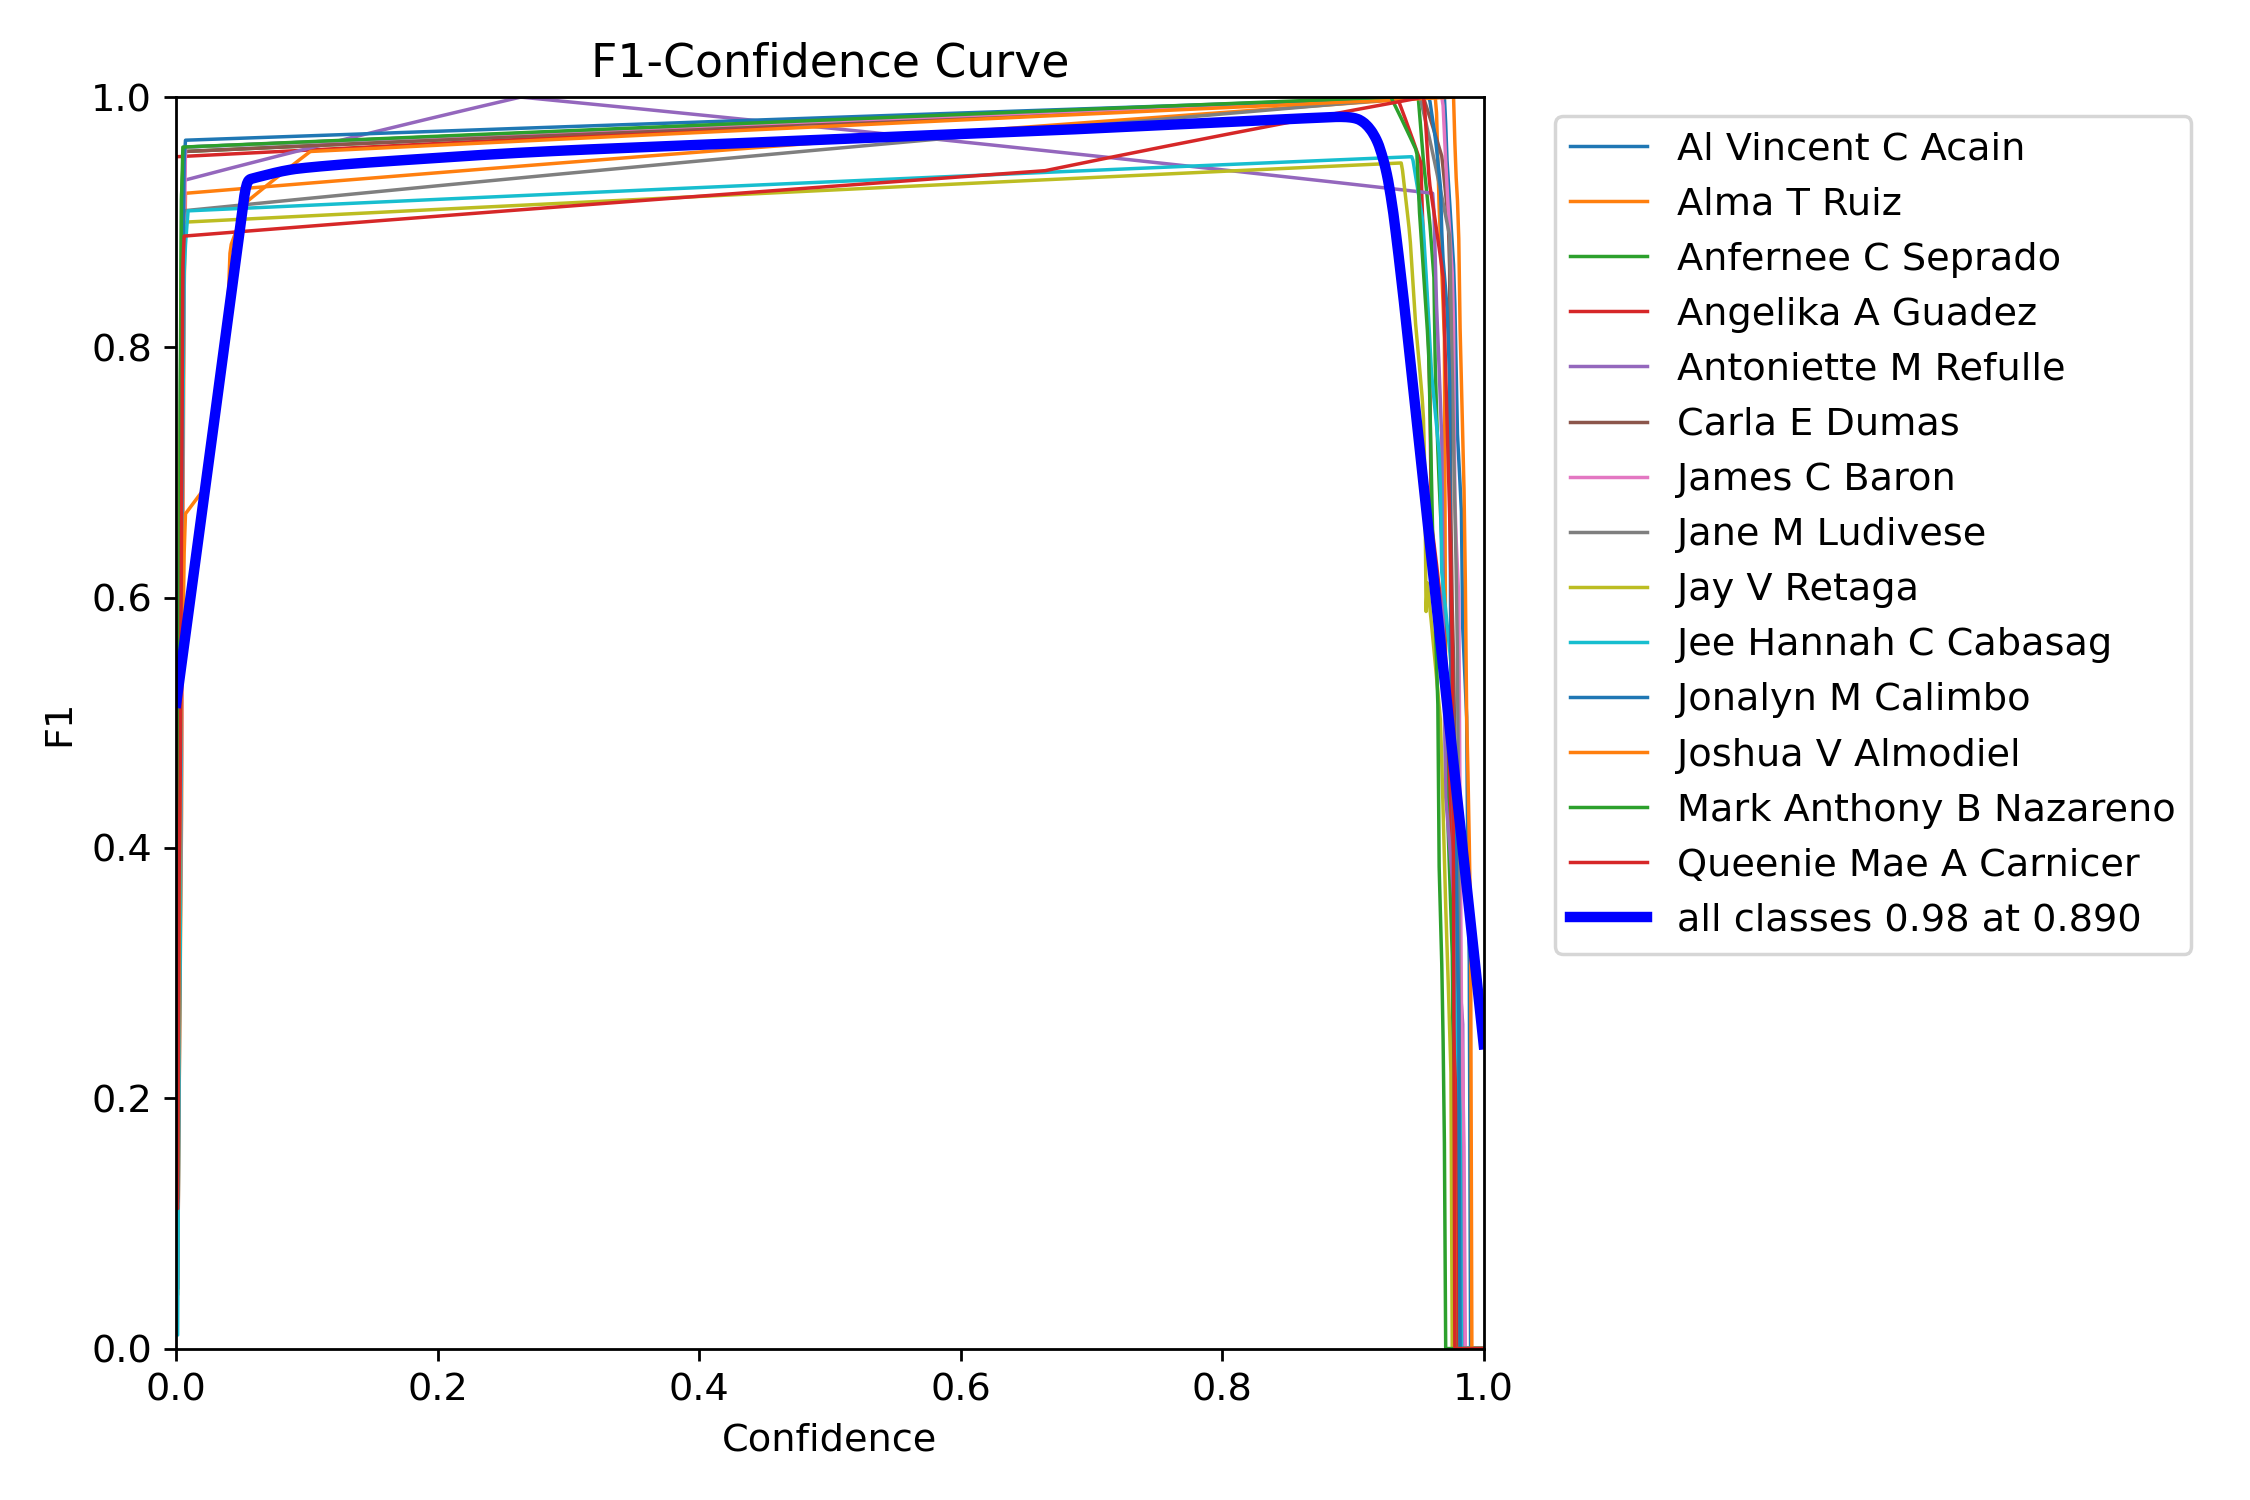 F1-Confidence Curve
1.0
0.8
0.6
0.4
0.2
0.0
F1
0.0 0.2 0.4 0.6 0.8 1.0
Confidence
Al Vincent C Acain
Alma T Ruiz
Anfernee C Seprado
Angelika A Guadez
Antoniette M Refulle
Carla E Dumas
James C Baron
Jane M Ludivese
Jay V Retaga
Jee Hannah C Cabasag
Jonalyn M Calimbo
Joshua V Almodiel
Mark Anthony B Nazareno
Queenie Mae A Carnicer
all classes 0.98 at 0.890